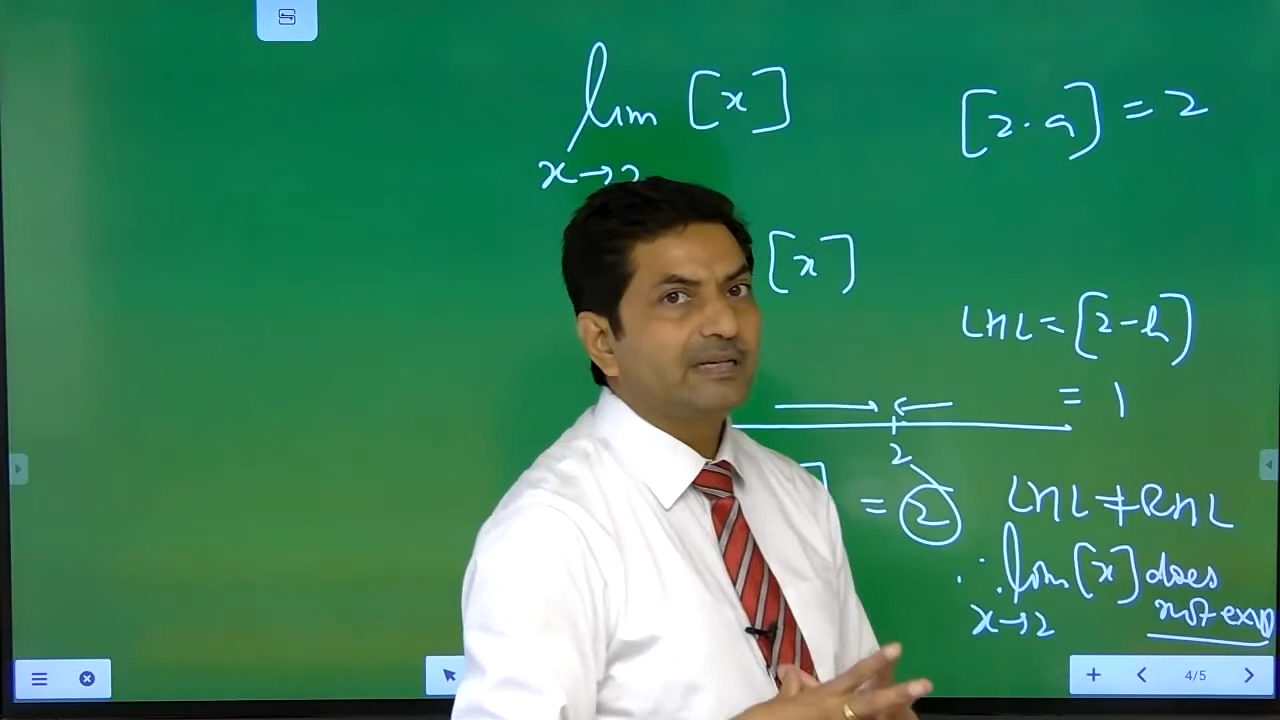 lim [x]
x→2
[2.9] = 2
[x]
LHL = [2-h]
= 1
2
= 2
LHL ≠ RHL
∴ lim [x] does
x→2 not exist
4/5